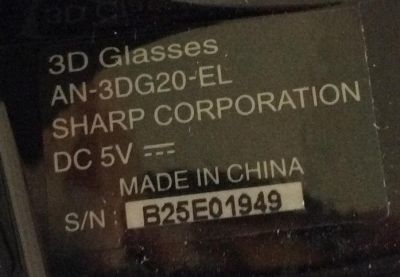 3D Glasses
AN-3DG20-EL
SHARP CORPORATION
DC 5V ⎓
MADE IN CHINA
S/N : B25E01949